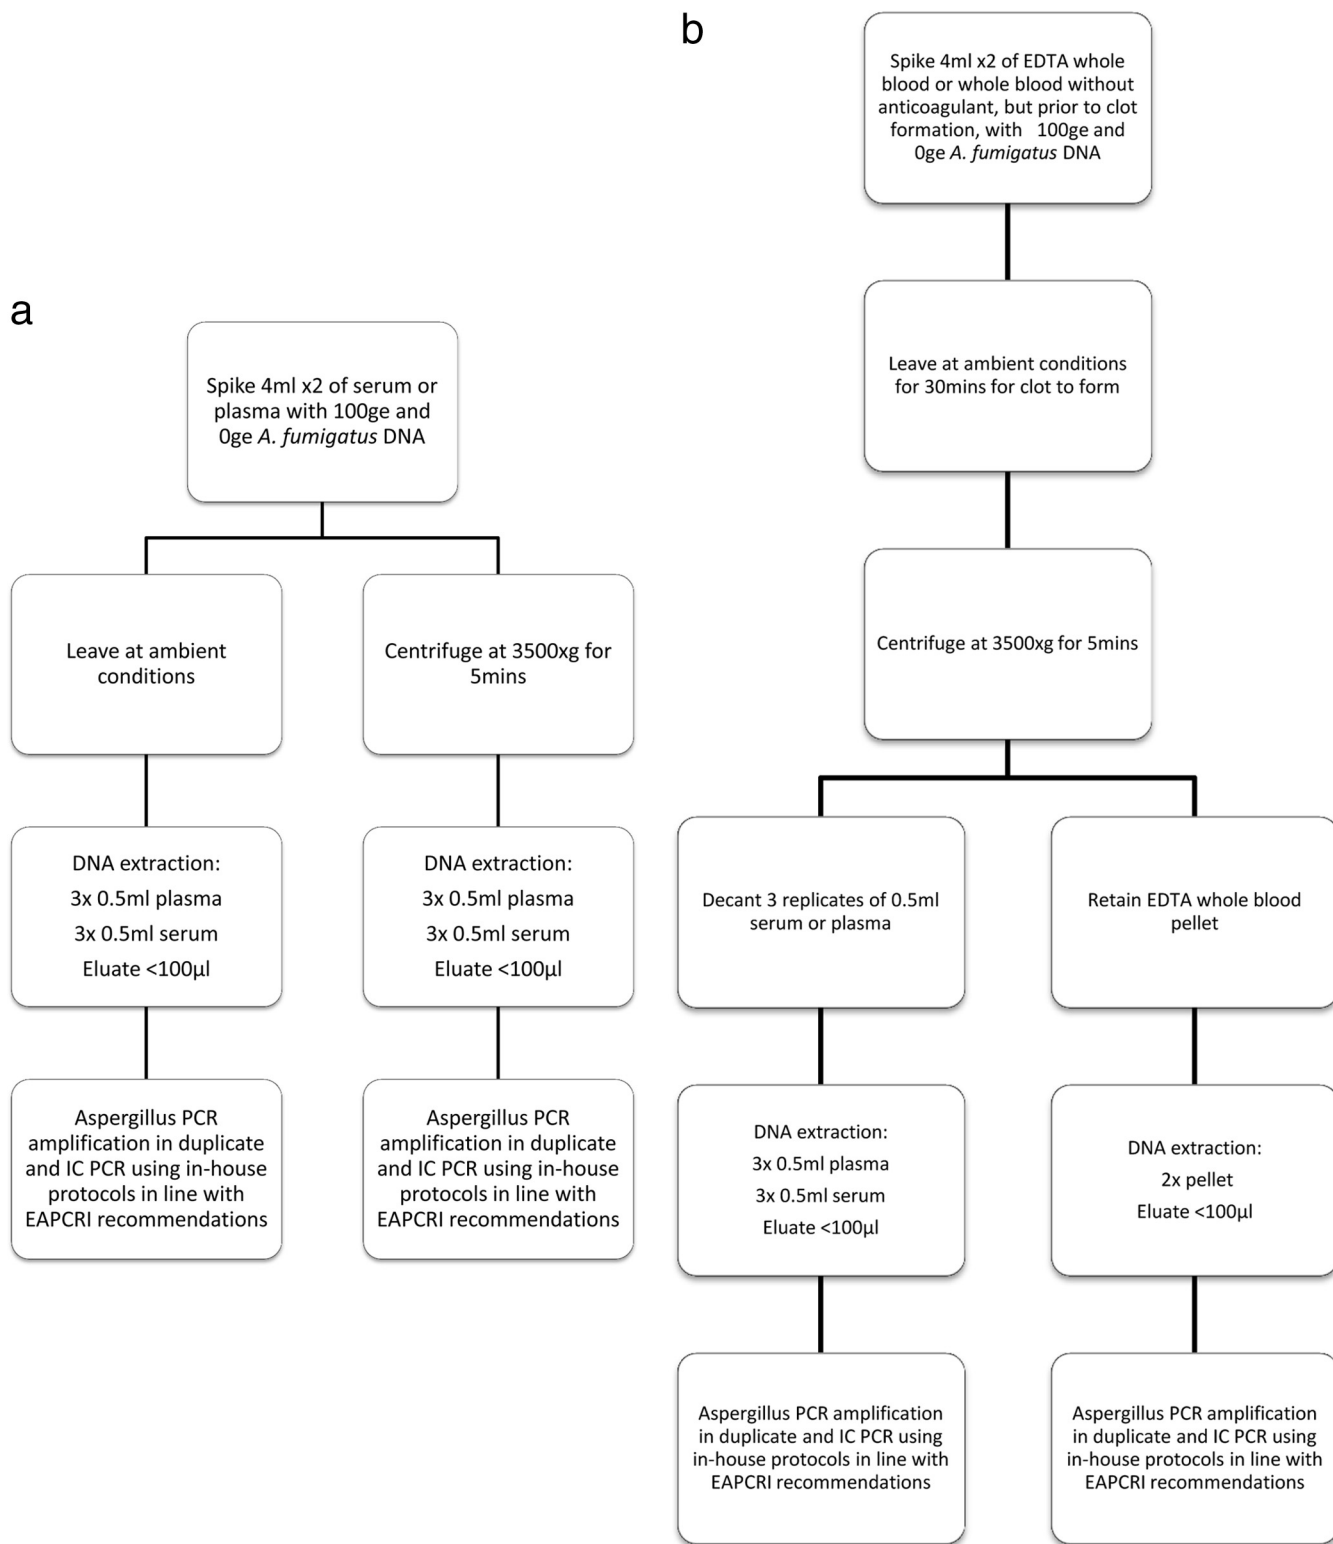 a
Spike 4ml x2 of serum or
plasma with 100ge and
0ge A. fumigatus DNA
Leave at ambient
conditions
Centrifuge at 3500xg for
5mins
DNA extraction:
3x 0.5ml plasma
3x 0.5ml serum
Eluate <100µl
DNA extraction:
3x 0.5ml plasma
3x 0.5ml serum
Eluate <100µl
Aspergillus PCR
amplification in duplicate
and IC PCR using in-house
protocols in line with
EAPCRI recommendations
Aspergillus PCR
amplification in duplicate
and IC PCR using in-house
protocols in line with
EAPCRI recommendations
b
Spike 4ml x2 of EDTA whole
blood or whole blood without
anticoagulant, but prior to clot
formation, with 100ge and
0ge A. fumigatus DNA
Leave at ambient conditions
for 30mins for clot to form
Centrifuge at 3500xg for 5mins
Decant 3 replicates of 0.5ml
serum or plasma
Retain EDTA whole blood
pellet
DNA extraction:
3x 0.5ml plasma
3x 0.5ml serum
Eluate <100µl
DNA extraction:
2x pellet
Eluate <100µl
Aspergillus PCR amplification
in duplicate and IC PCR using
in-house protocols in line with
EAPCRI recommendations
Aspergillus PCR amplification
in duplicate and IC PCR using
in-house protocols in line with
EAPCRI recommendations